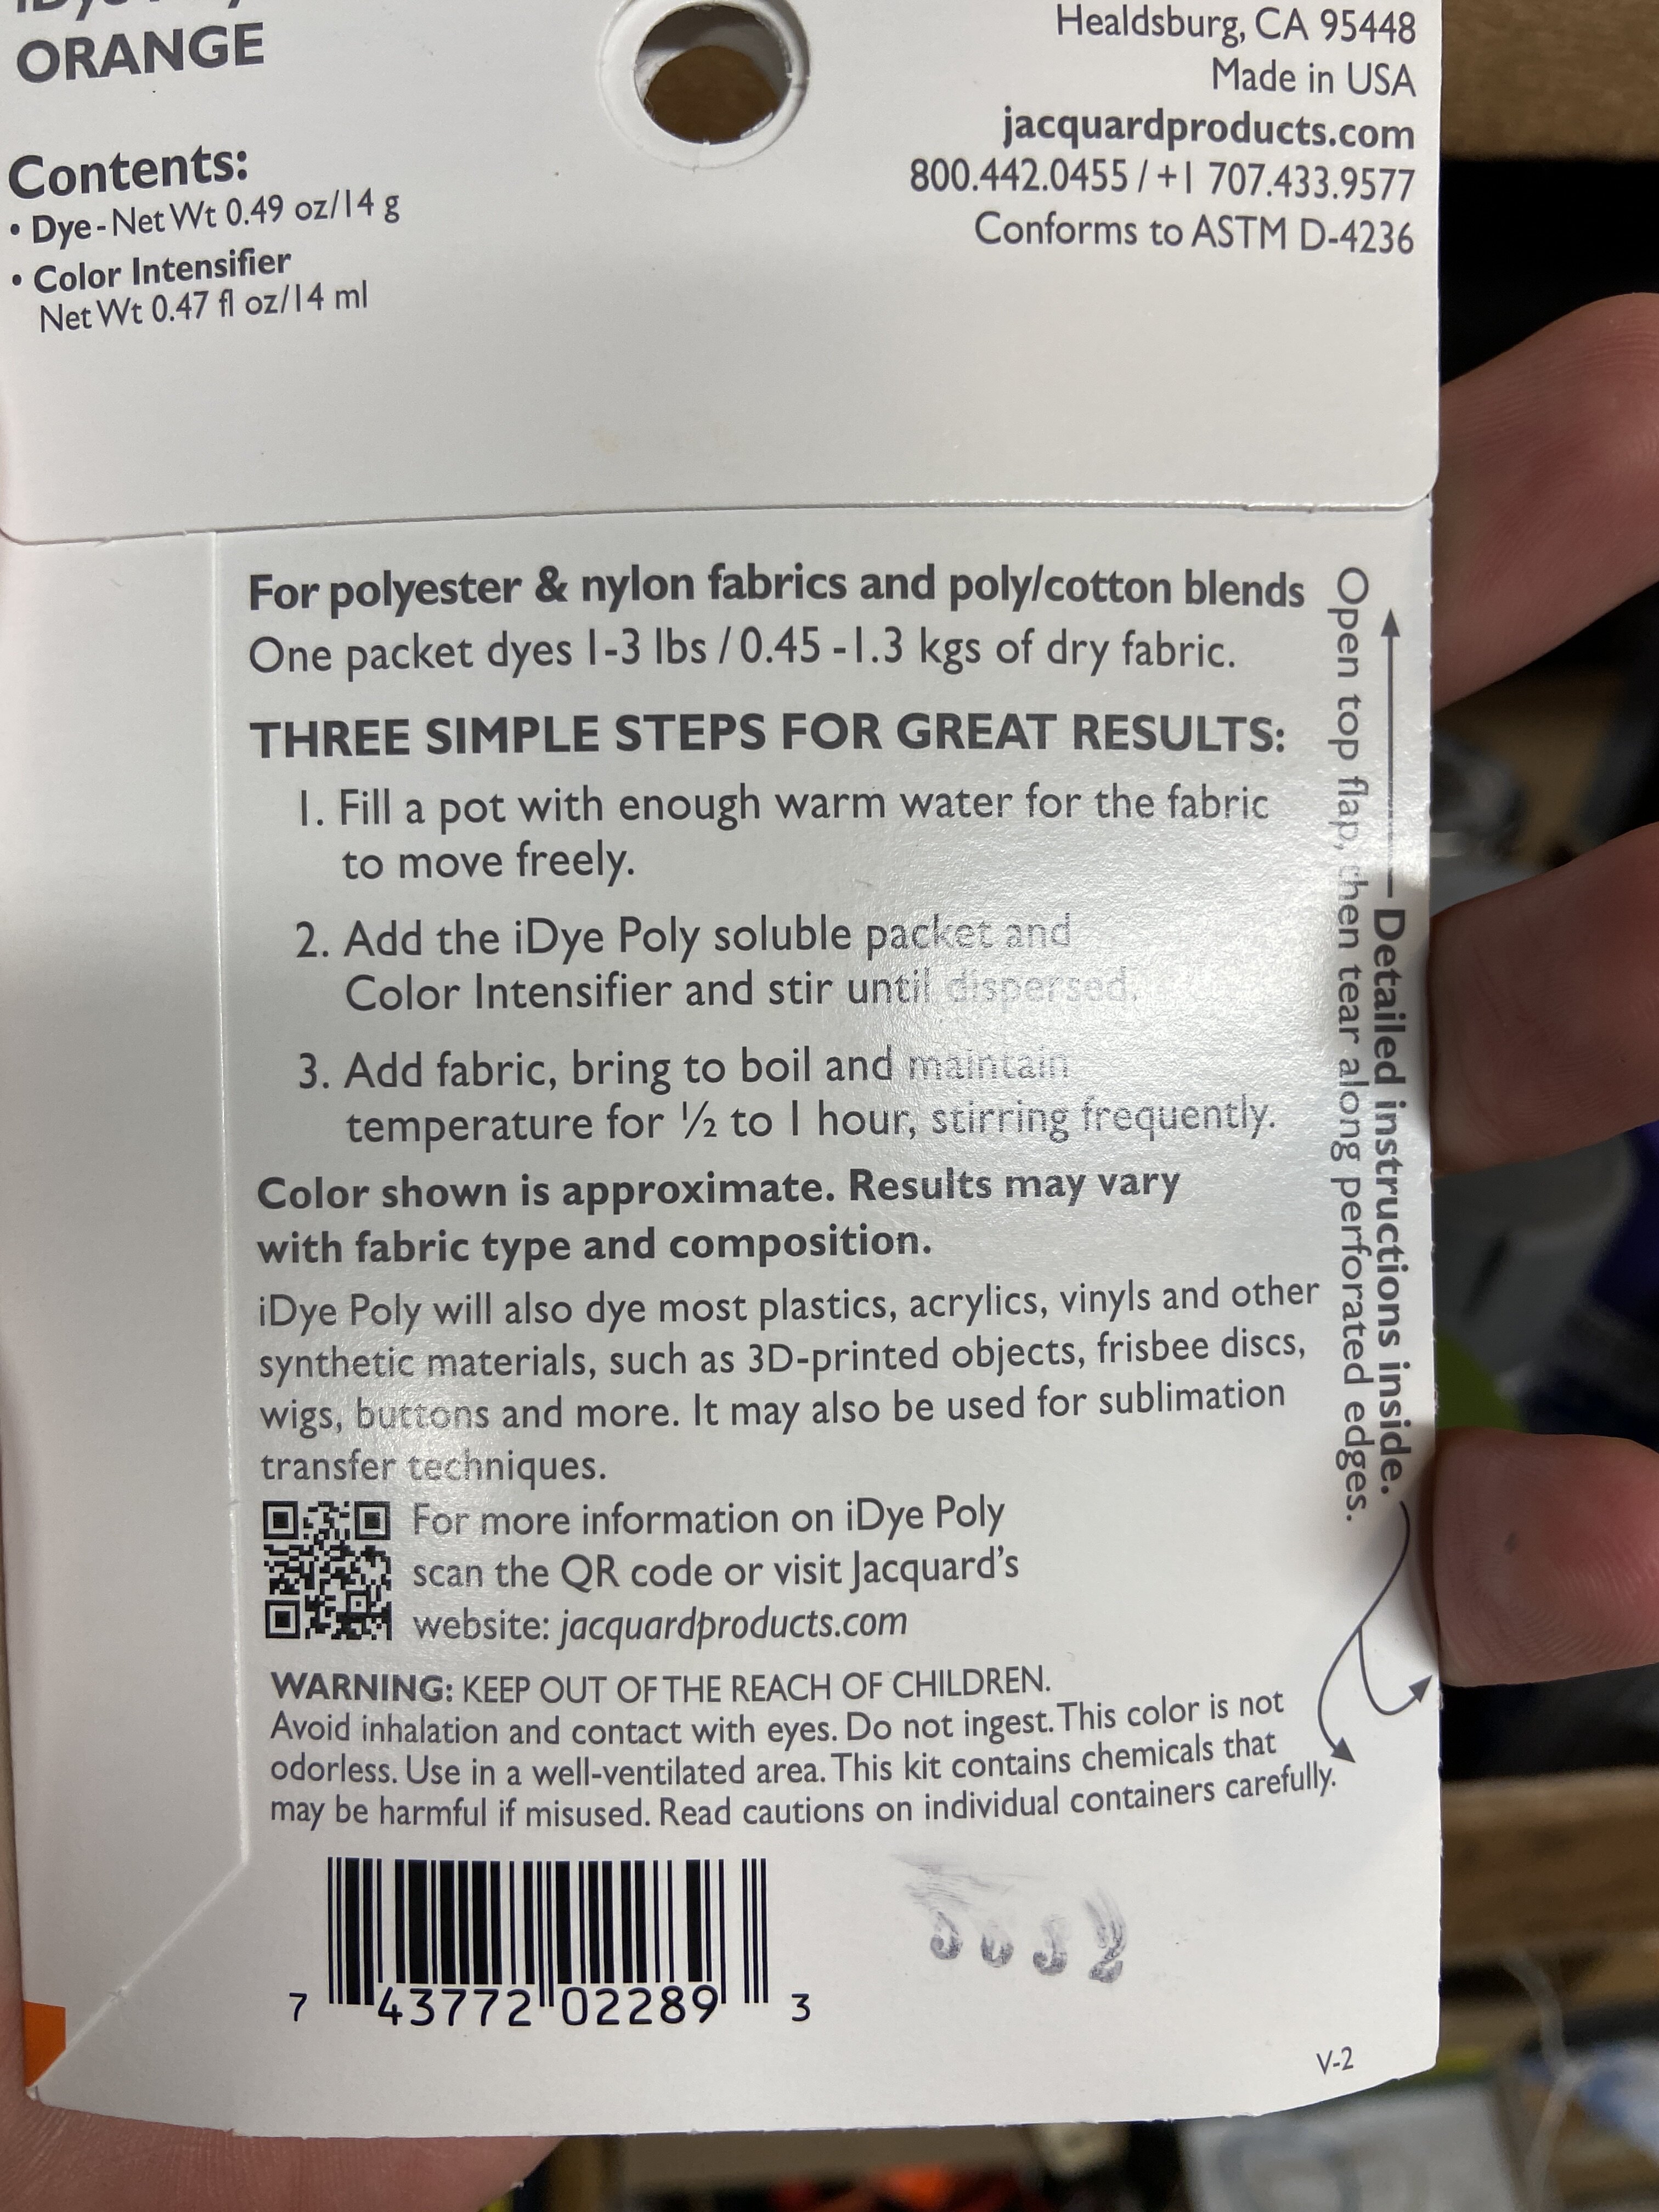 ORANGE
Contents:
• Dye - Net Wt 0.49 oz/14 g
• Color Intensifier
Net Wt 0.47 fl oz/14 ml
Healdsburg, CA 95448
Made in USA
jacquardproducts.com
800.442.0455 / +1 707.433.9577
Conforms to ASTM D-4236
For polyester & nylon fabrics and poly/cotton blends
One packet dyes 1-3 lbs / 0.45 -1.3 kgs of dry fabric.
THREE SIMPLE STEPS FOR GREAT RESULTS:
1. Fill a pot with enough warm water for the fabric
to move freely.
2. Add the iDye Poly soluble packet and
Color Intensifier and stir until dispersed.
3. Add fabric, bring to boil and maintain
temperature for ½ to 1 hour, stirring frequently.
Color shown is approximate. Results may vary
with fabric type and composition.
iDye Poly will also dye most plastics, acrylics, vinyls and other
synthetic materials, such as 3D-printed objects, frisbee discs,
wigs, buttons and more. It may also be used for sublimation
transfer techniques.
For more information on iDye Poly
scan the QR code or visit Jacquard's
website: jacquardproducts.com
WARNING: KEEP OUT OF THE REACH OF CHILDREN.
Avoid inhalation and contact with eyes. Do not ingest. This color is not
odorless. Use in a well-ventilated area. This kit contains chemicals that
may be harmful if misused. Read cautions on individual containers carefully.
7 43772 02289 3
V-2
Detailed instructions inside.
Open top flap, then tear along perforated edges.